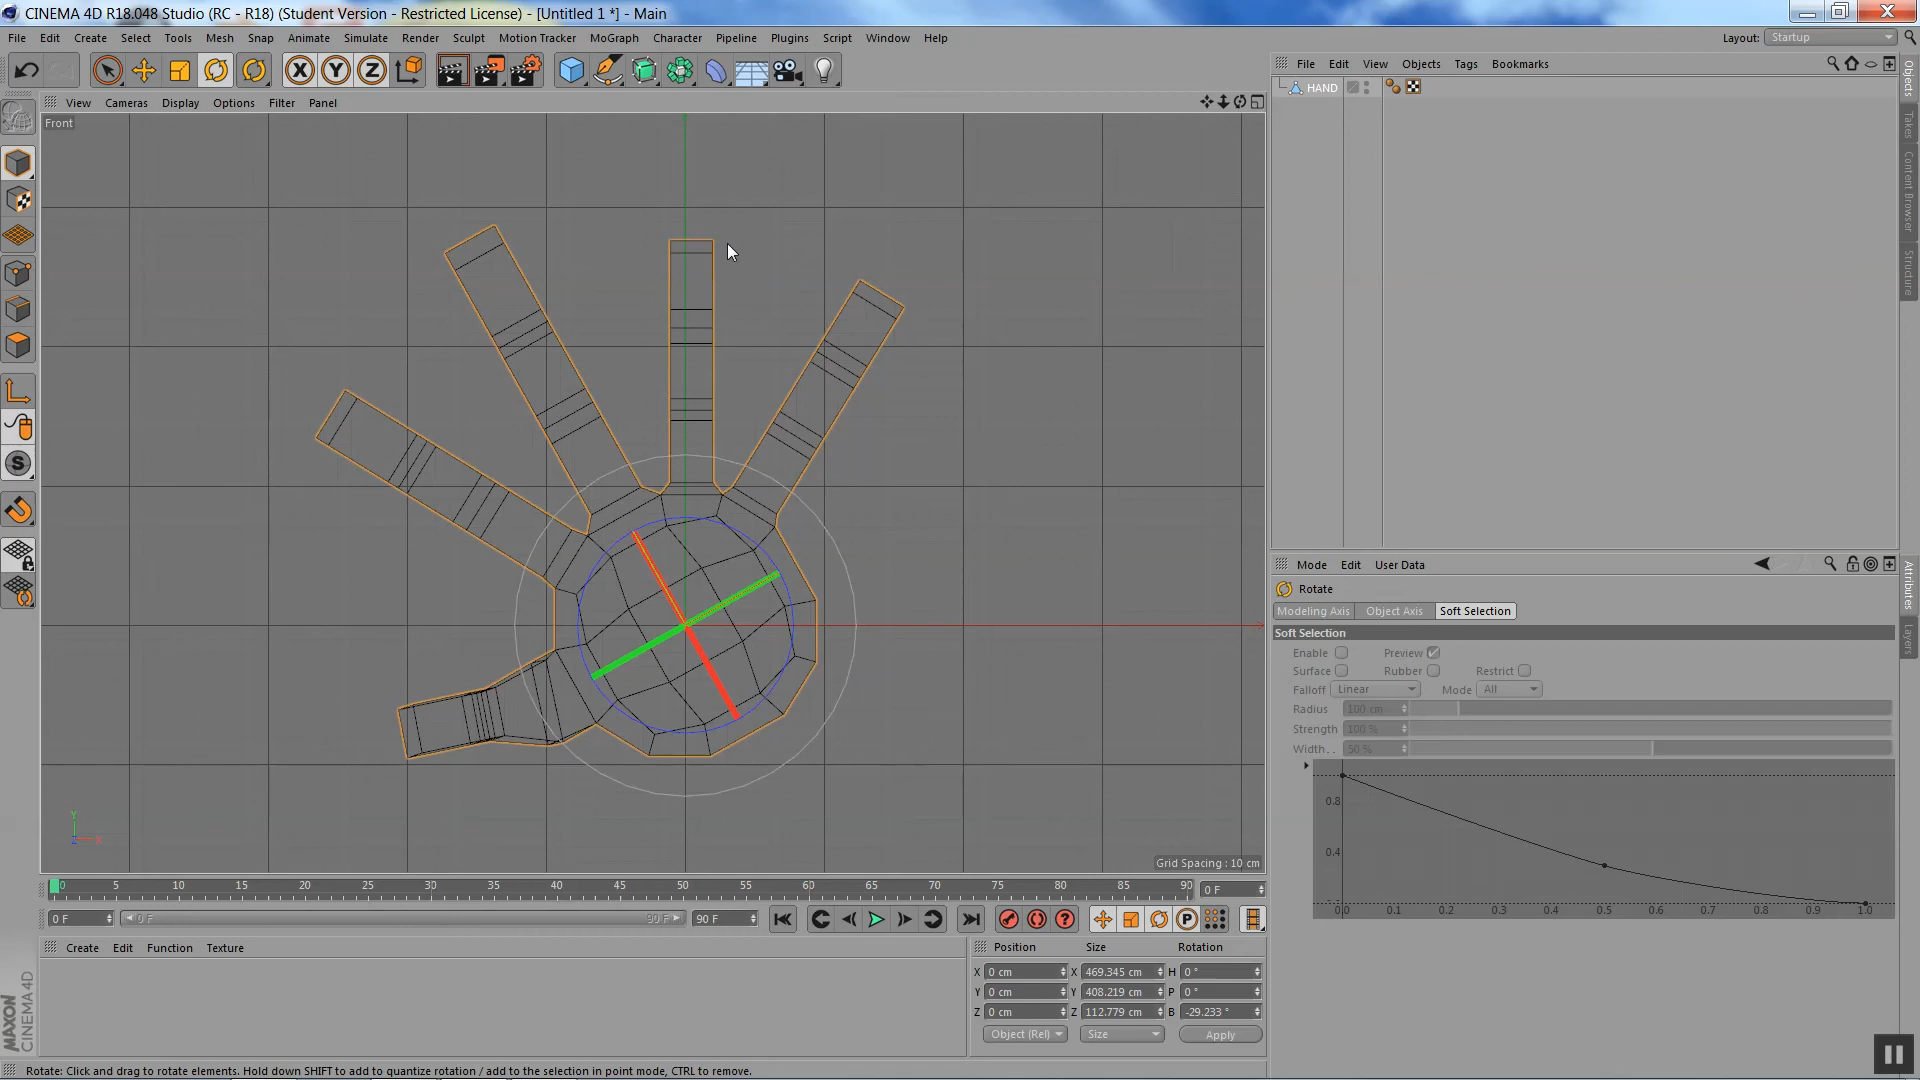 CINEMA 4D R18.048 Studio (RC - R18) (Student Version - Restricted License) - [Untitled 1 *] - Main
File Edit Create Select Tools Mesh Snap Animate Simulate Render Sculpt Motion Tracker MoGraph Character Pipeline Plugins Script Window Help
Layout: Startup
X Y Z
File Edit View Objects Tags Bookmarks
HAND
View Cameras Display Options Filter Panel
Front
Y
Z X
Grid Spacing : 10 cm
S
Objects
Takes
Content Browser
Structure
Mode Edit User Data
Rotate
Modeling Axis Object Axis Soft Selection
Soft Selection
Enable Preview
Surface Rubber Restrict
Falloff Linear Mode All
Radius 100 cm
Strength 100 %
Width . . 50 %
0.8
0.4
0.0 0.1 0.2 0.3 0.4 0.5 0.6 0.7 0.8 0.9 1.0
Attributes
Layers
0 5 10 15 20 25 30 35 40 45 50 55 60 65 70 75 80 85 90
0 F
0 F 0 F 90 F 90 F
P
Create Edit Function Texture
Position Size Rotation
X 0 cm X 469.345 cm H 0 °
Y 0 cm Y 408.219 cm P 0 °
Z 0 cm Z 112.779 cm B -29.233 °
Object (Rel) Size Apply
MAXON
CINEMA 4D
Rotate: Click and drag to rotate elements. Hold down SHIFT to add to quantize rotation / add to the selection in point mode, CTRL to remove.